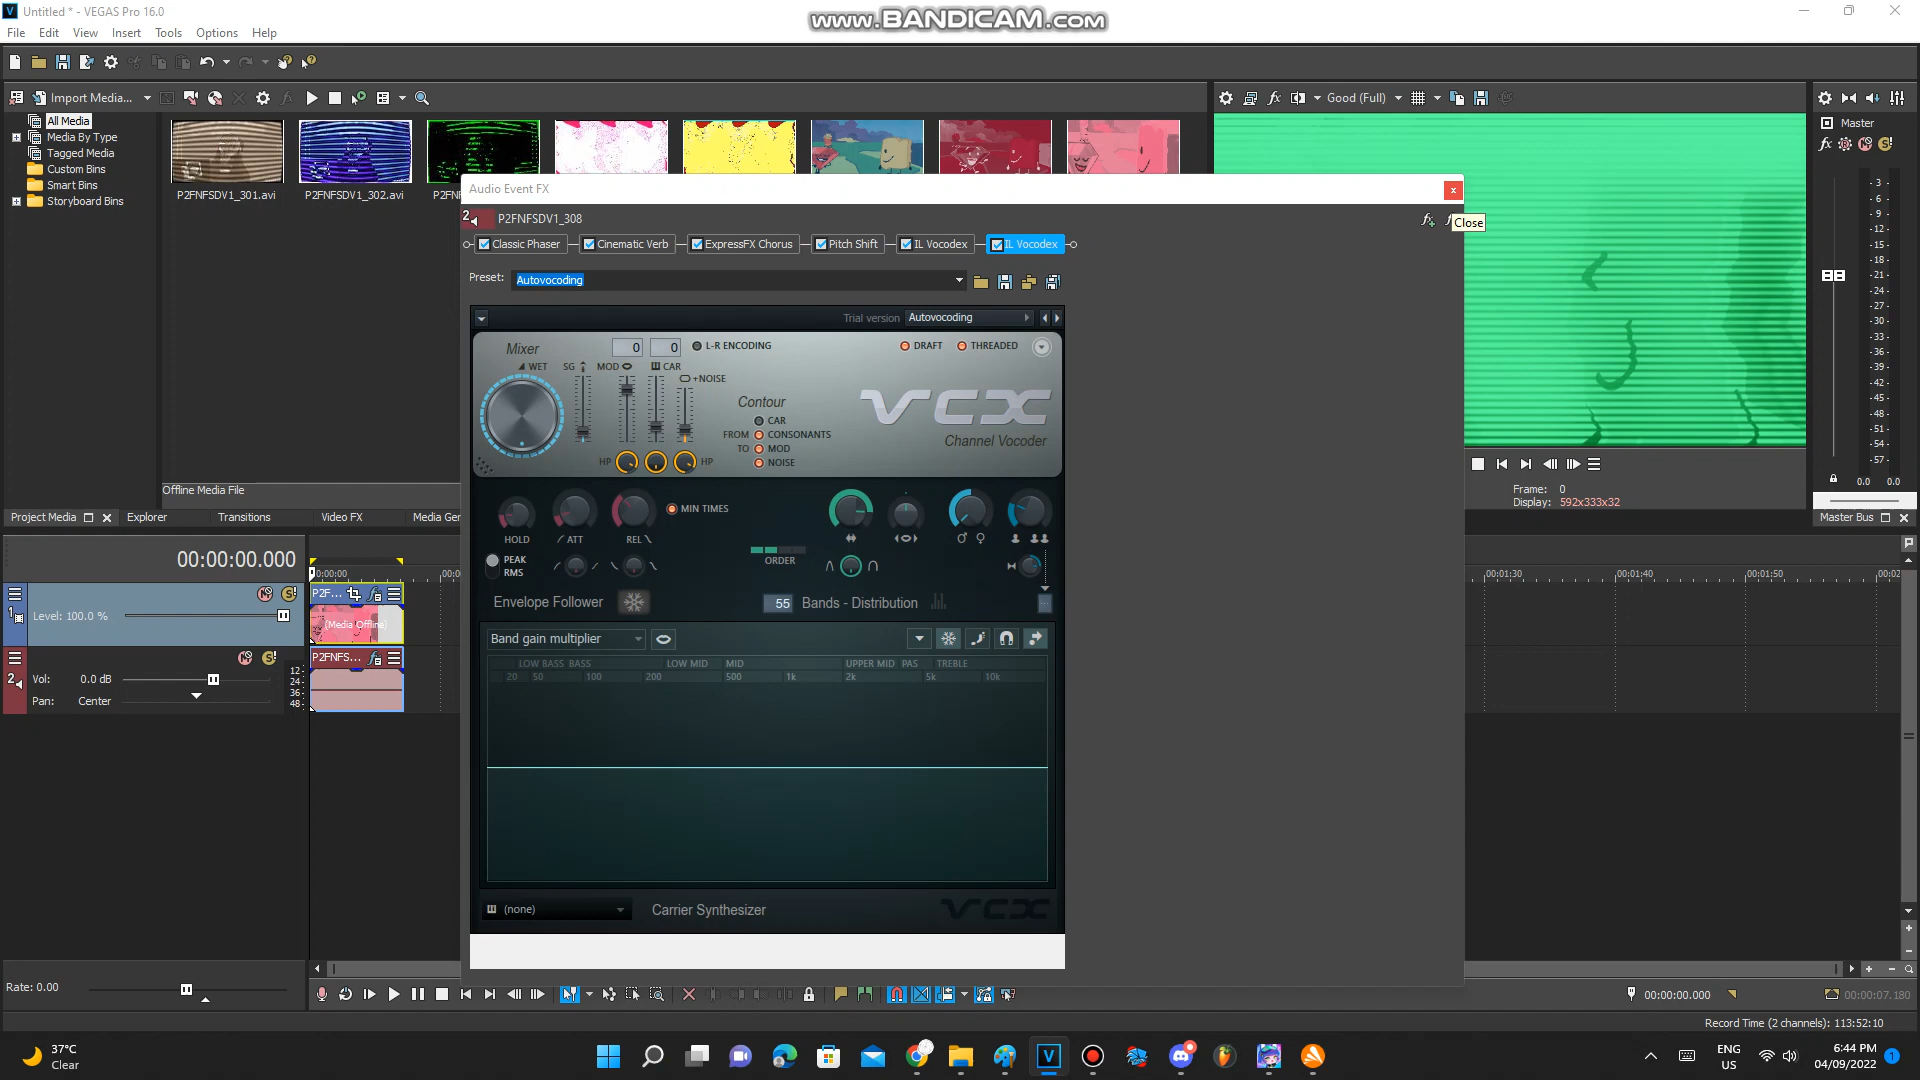 Untitled * - VEGAS Pro 16.0
www.BANDICAM.com
File Edit View Insert Tools Options Help
Import Media... Good (Full)
All Media
Media By Type
Tagged Media
Custom Bins
Smart Bins
Storyboard Bins
P2FNFSDV1_301.avi P2FNFSDV1_302.avi
Master
Audio Event FX
P2FNFSDV1_308
Close
Classic Phaser Cinematic Verb ExpressFX Chorus Pitch Shift IL Vocodex IL Vocodex
Preset: Autovocoding
Trial version Autovocoding
Mixer 0 0 L-R ENCODING DRAFT THREADED
WET SG MOD CAR
+NOISE
Contour
CAR
FROM CONSONANTS
TO MOD
NOISE
HP HP
VCX
Channel Vocoder
MIN TIMES
HOLD ATT REL
PEAK
RMS
ORDER
Envelope Follower 55 Bands - Distribution
Band gain multiplier
LOW BASS BASS LOW MID MID UPPER MID PAS TREBLE
20 50 100 200 500 1k 2k 5k 10k
(none) Carrier Synthesizer VCX
Offline Media File
Project Media Explorer Transitions Video FX Media Ger
Frame: 0
Display: 592x333x32
- 3 -
- 6 -
- 9 -
- 12 -
- 15 -
- 18 -
- 21 -
- 24 -
- 27 -
- 30 -
- 33 -
- 36 -
- 39 -
- 42 -
- 45 -
- 48 -
- 51 -
- 54 -
- 57 -
0.0 0.0
Master Bus
00:00:00.000
00:01:30 00:01:40 00:01:50
1
Level: 100.0 %
P2F...
(Media Offline)
2
P2FNFS...
Vol: 0.0 dB
Pan: Center
12
24
36
48
Rate: 0.00
00:00:00.000 00:00:07.180
Record Time (2 channels): 113:52:10
37°C
Clear
ENG
US
6:44 PM
04/09/2022
1